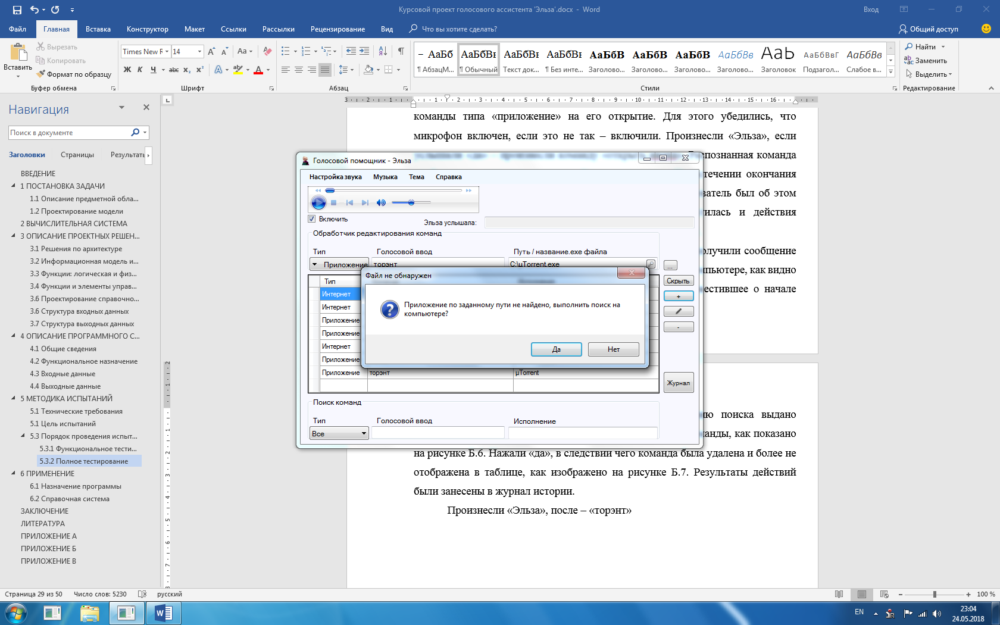 Курсовой проект голосового ассистента 'Эльза'.docx - Word
Вход
Файл
Главная
Вставка
Конструктор
Макет
Ссылки
Рассылки
Рецензирование
Вид
Что вы хотите сделать?
Общий доступ
Вставить
Вырезать
Копировать
Формат по образцу
Буфер обмена
Times New R
14
Шрифт
Абзац
АаБб
¶ АбзацМ...
АаБбВ
¶ Обычный
АаБбВ
Текст док...
АаБбВ
¶ Без инте...
АаБбВ
Заголово...
АаБбВ
Заголово...
АаБбВ
Заголово...
АаБбВв
Заголово...
АаЬ
Заголовок
АаБбВвГ
Подзагол...
АаБбВв
Слабое в...
Стили
Найти
Заменить
Выделить
Редактирование
Навигация
Поиск в документе
Заголовки
Страницы
Результать
ВВЕДЕНИЕ
1 ПОСТАНОВКА ЗАДАЧИ
1.1 Описание предметной обла...
1.2 Проектирование модели
2 ВЫЧИСЛИТЕЛЬНАЯ СИСТЕМА
3 ОПИСАНИЕ ПРОЕКТНЫХ РЕШЕН...
3.1 Решения по архитектуре
3.2 Информационная модель и...
3.3 Функции: логическая и физ...
3.4 Функции и элементы управ...
3.6 Проектирование справочно...
3.6 Структура входных данных
3.7 Структура выходных данных
4 ОПИСАНИЕ ПРОГРАММНОГО С...
4.1 Общие сведения
4.2 Функциональное назначение
4.3 Входные данные
4.4 Выходные данные
5 МЕТОДИКА ИСПЫТАНИЙ
5.1 Технические требования
5.1 Цель испытаний
5.3 Порядок проведения испыт...
5.3.1 Функциональное тести...
5.3.2 Полное тестирование
6 ПРИМЕНЕНИЕ
6.1 Назначение программы
6.2 Справочная система
ЗАКЛЮЧЕНИЕ
ЛИТЕРАТУРА
ПРИЛОЖЕНИЕ А
ПРИЛОЖЕНИЕ Б
ПРИЛОЖЕНИЕ В
команды типа «приложение» на его открытие. Для этого убедились, что
микрофон включен, если это не так – включили. Произнесли «Эльза», если
распознанная команда
течении окончания
ватель был об этом
илась и действия
олучили сообщение
пьютере, как видно
естившее о начале
ию поиска выдано
анды, как показано
на рисунке Б.6. Нажали «да», в следствии чего команда была удалена и более не
отображена в таблице, как изображено на рисунке Б.7. Результаты действий
были занесены в журнал истории.
Произнесли «Эльза», после – «торэнт»
Голосовой помощник - Эльза
Настройка звука
Музыка
Тема
Справка
Включить
Эльза услышала:
Обработчик редактирования команд
Тип
Голосовой ввод
Путь / название.exe файла
Приложение
торэнт
C:\uTorrent.exe
...
Скрыть
+
-
Журнал
Тип
Интернет
Интернет
Приложение
Приложение
Интернет
Приложение
Приложение
торэнт
µTorrent
Файл не обнаружен
Приложение по заданному пути не найдено, выполнить поиск на
компьютере?
Да
Нет
Поиск команд
Тип
Голосовой ввод
Исполнение
Все
Страница 29 из 50
Число слов: 5230
русский
100 %
EN
23:04
24.05.2018